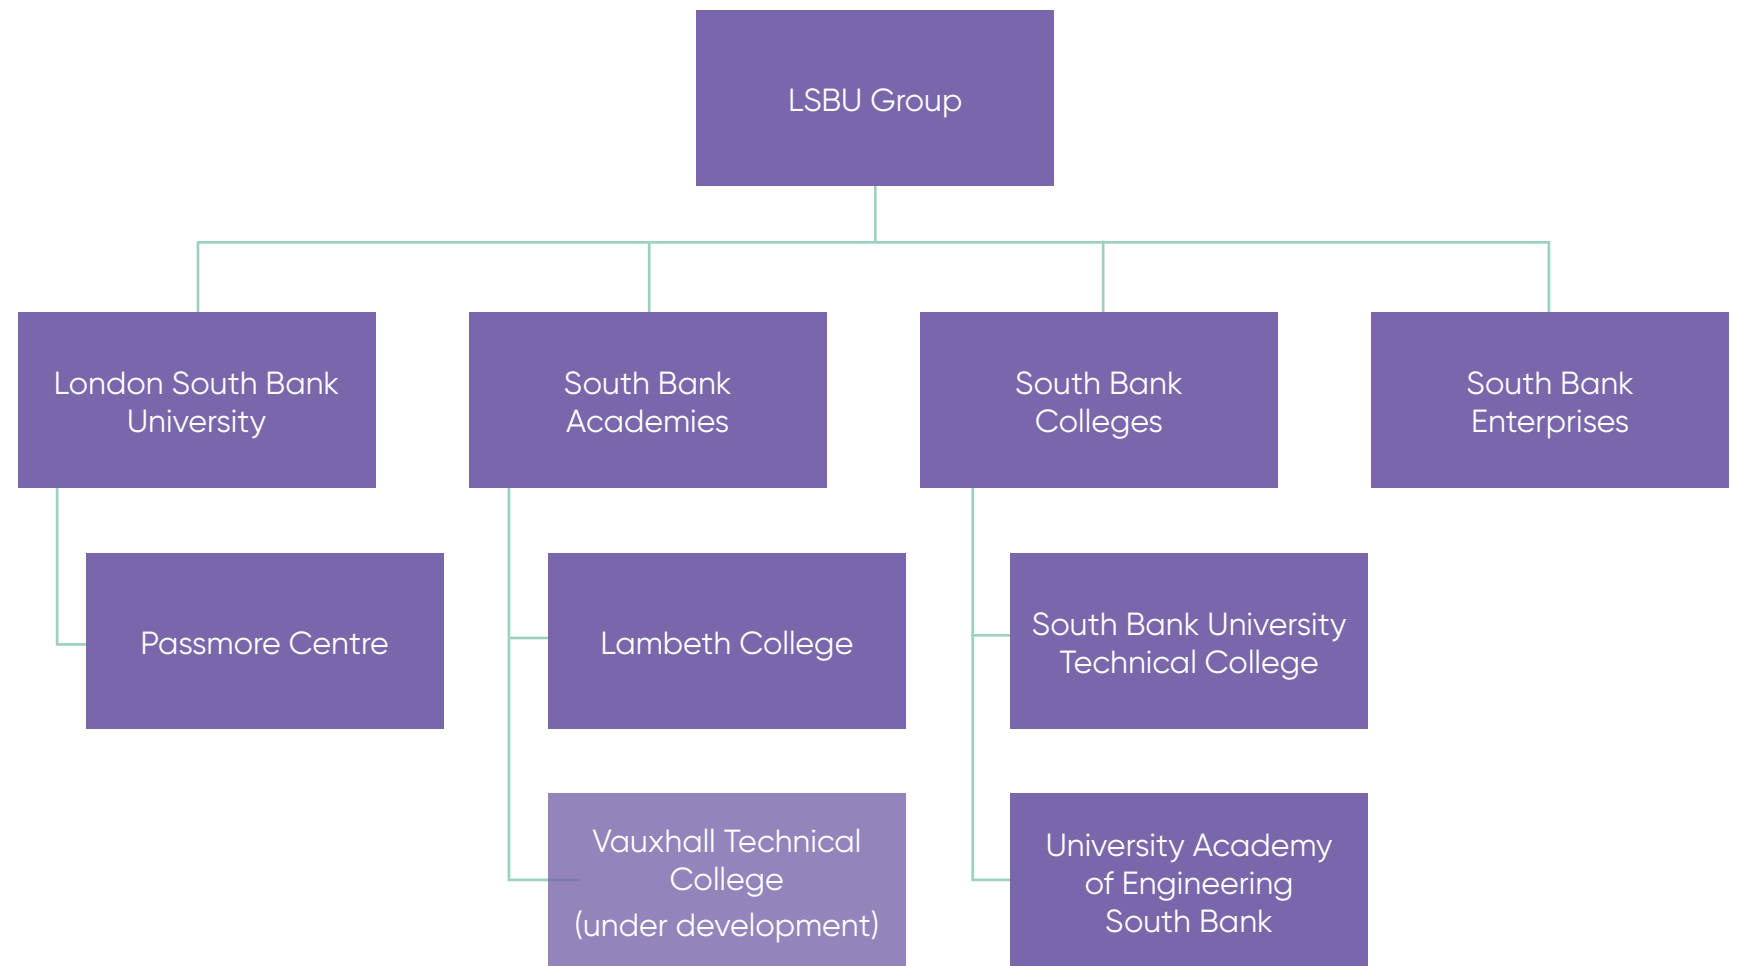 LSBU Group
London South Bank
University
South Bank
Academies
South Bank
Colleges
South Bank
Enterprises
Passmore Centre
Lambeth College
South Bank University
Technical College
Vauxhall Technical
College
(under development)
University Academy
of Engineering
South Bank